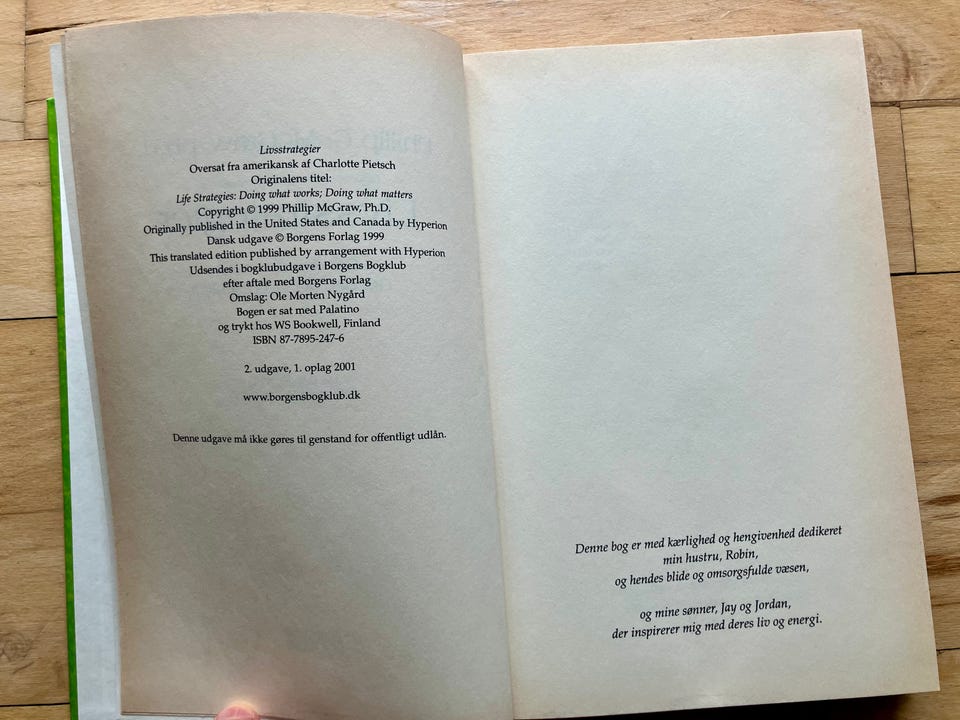 Livsstrategier
Oversat fra amerikansk af Charlotte Pietsch
Originalens titel:
Life Strategies: Doing what works; Doing what matters
Copyright © 1999 Phillip McGraw, Ph.D.
Originally published in the United States and Canada by Hyperion
Dansk udgave © Borgens Forlag 1999
This translated edition published by arrangement with Hyperion
Udsendes i bogklubudgave i Borgens Bogklub
efter aftale med Borgens Forlag
Omslag: Ole Morten Nygård
Bogen er sat med Palatino
og trykt hos WS Bookwell, Finland
ISBN 87-7895-247-6
2. udgave, 1. oplag 2001
www.borgensbogklub.dk
Denne udgave må ikke gøres til genstand for offentligt udlån.
Denne bog er med kærlighed og hengivenhed dedikeret
min hustru, Robin,
og hendes blide og omsorgsfulde væsen,
og mine sønner, Jay og Jordan,
der inspirerer mig med deres liv og energi.